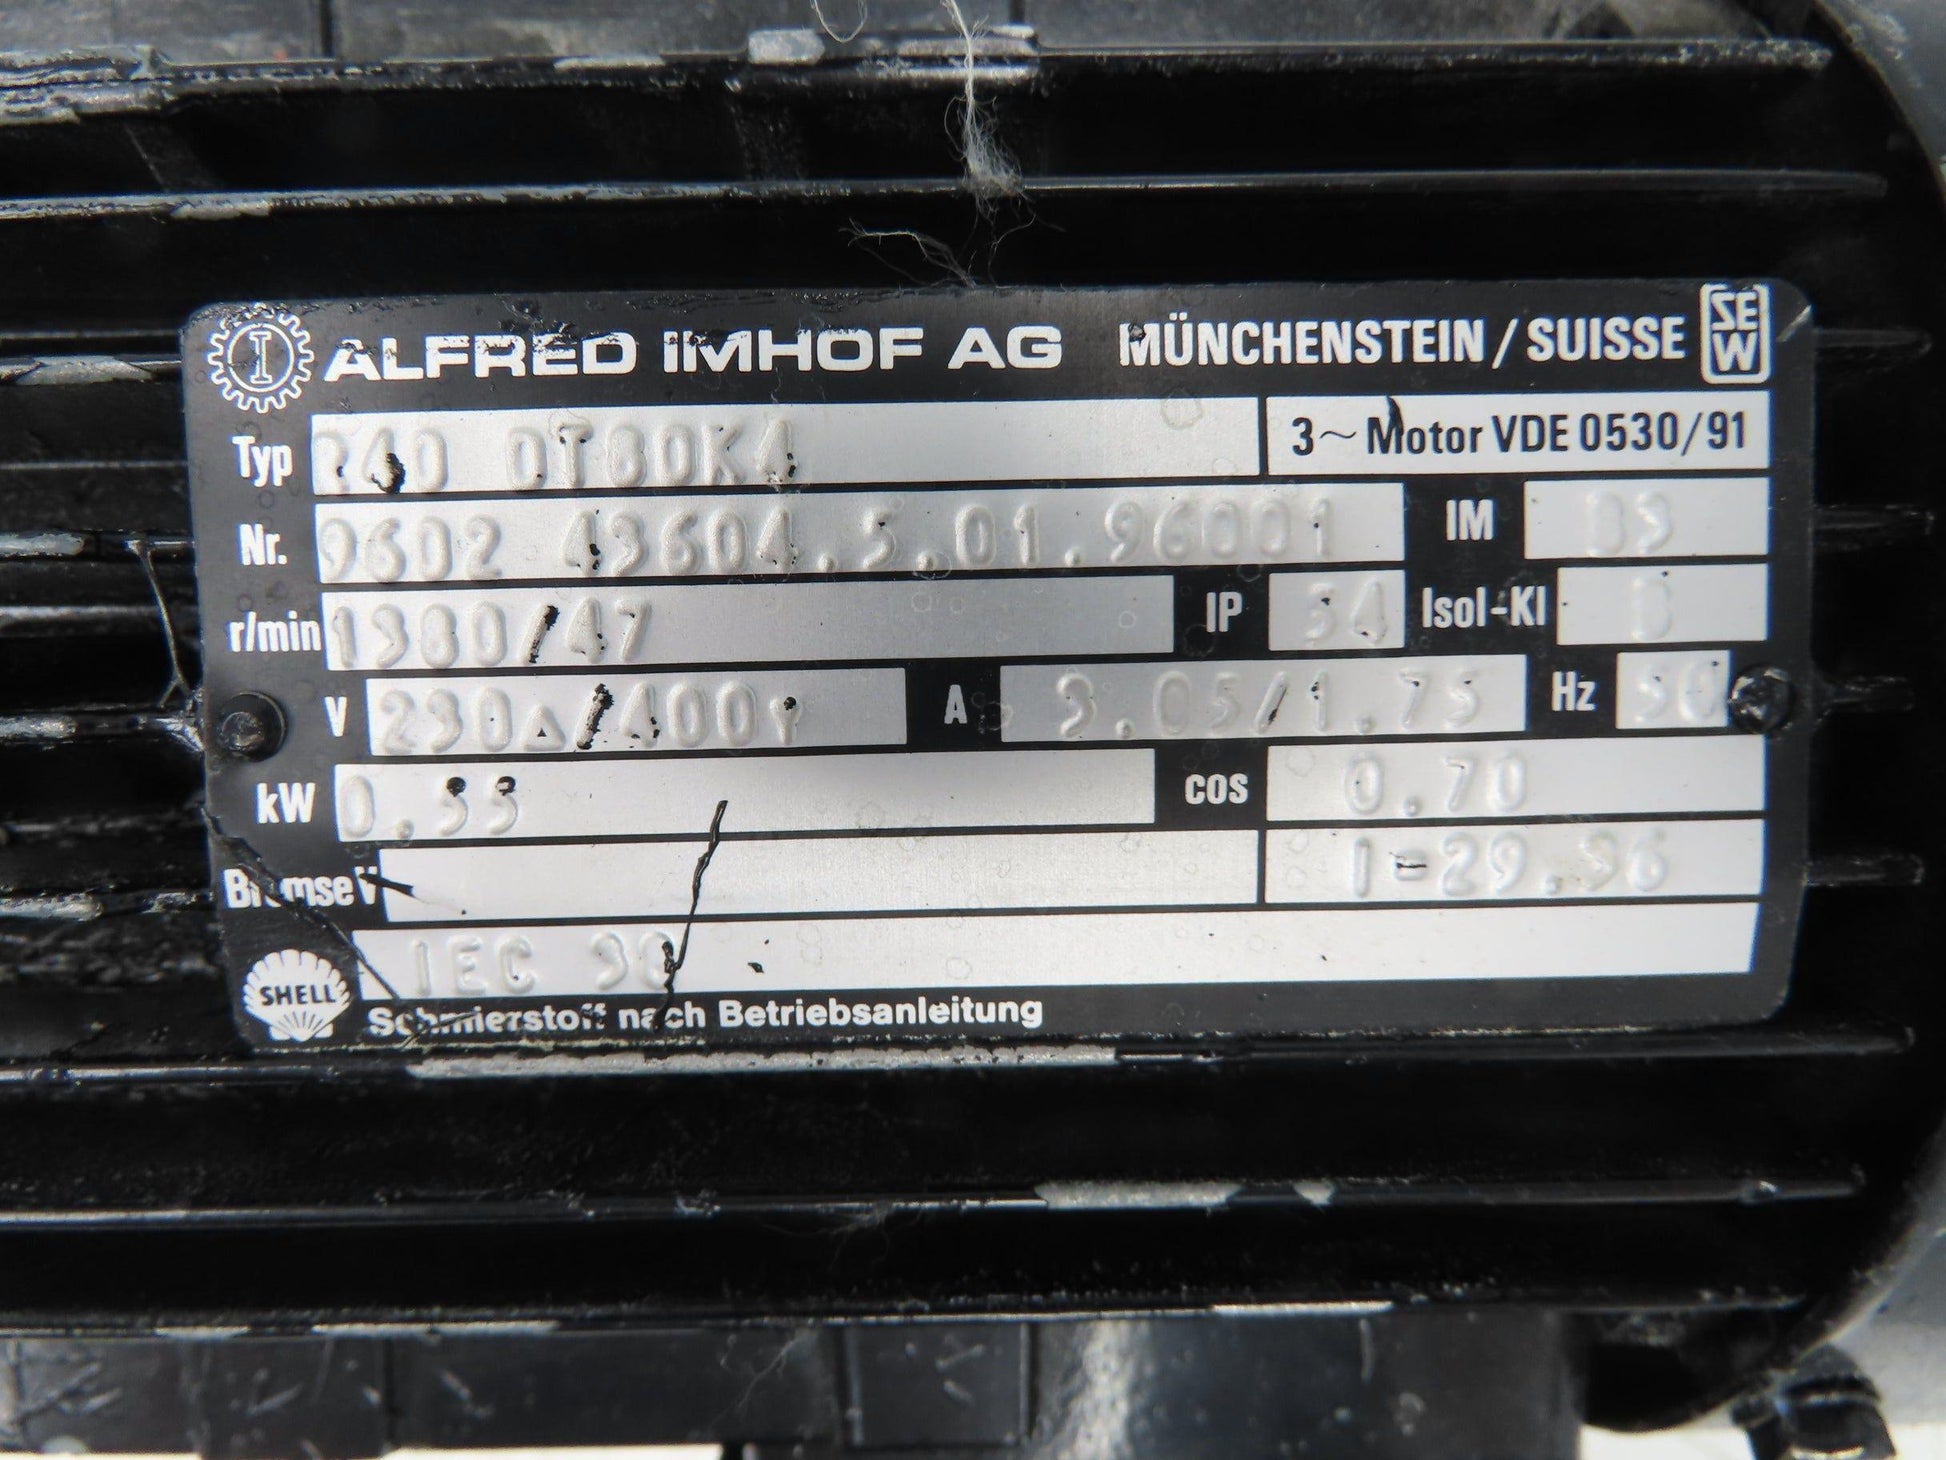 I ALFRED IMHOF AG MÜNCHENSTEIN / SUISSE SEW
Typ R40 DT80K4 3 ~ Motor VDE 0530/91
Nr. 9602 43604.5.01.96001 IM B5
r/min 1380/47 IP 54 Isol-Kl B
V 230△/400Y A 3.05/1.75 Hz 50
kW 0.55 cos 0.70
Bremse V I=29.36
IEC
SHELL Schmierstoff nach Betriebsanleitung